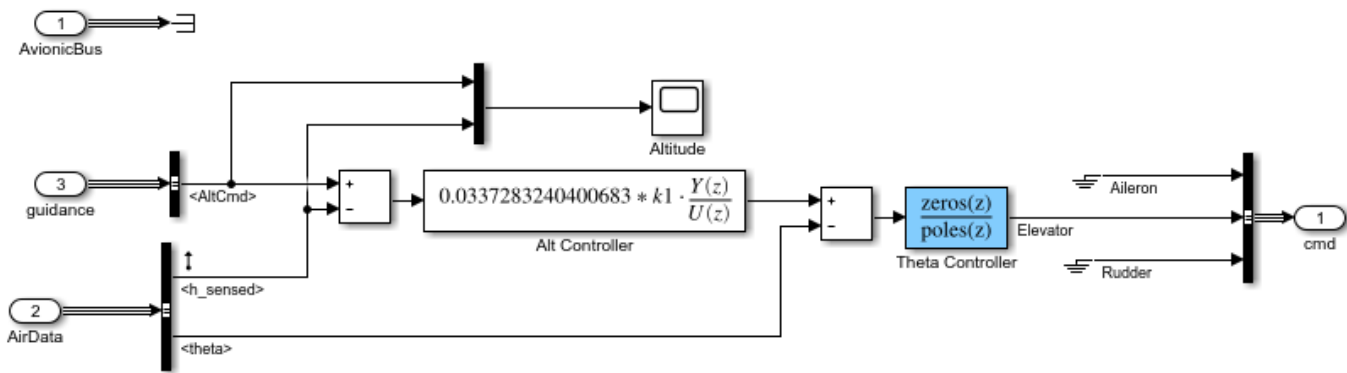 1
AvionicBus
Altitude
3
guidance
<AltCmd>
+
−
0.0337283240400683 ∗ k1 · Y(z)
U(z)
Alt Controller
+
−
zeros(z)
poles(z)
Theta Controller
Elevator
Aileron
Rudder
1
cmd
<h_sensed>
2
AirData
<theta>